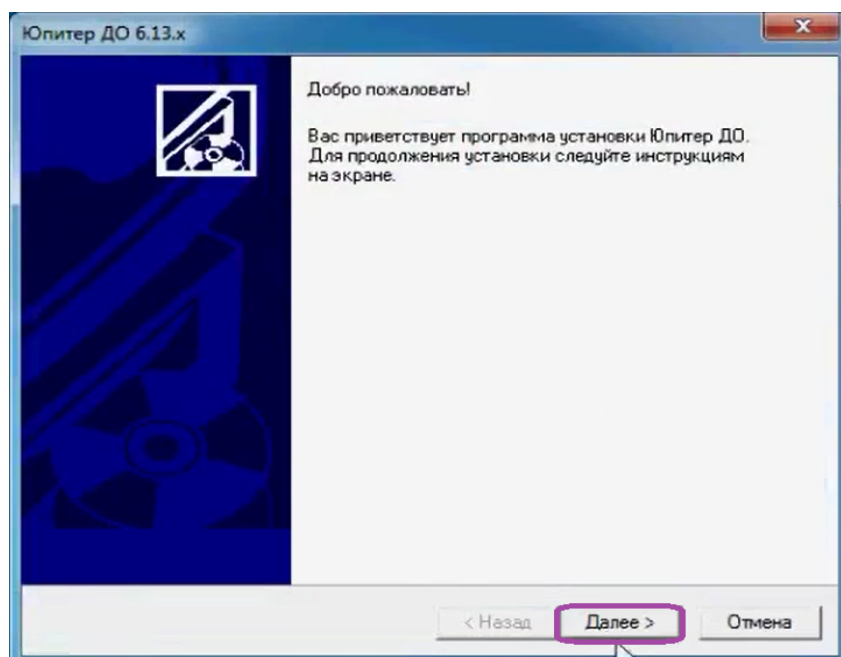 Юпитер ДО 6.13.x
Добро пожаловать!
Вас приветствует программа установки Юпитер ДО.
Для продолжения установки следуйте инструкциям
на экране.
< Назад
Далее >
Отмена